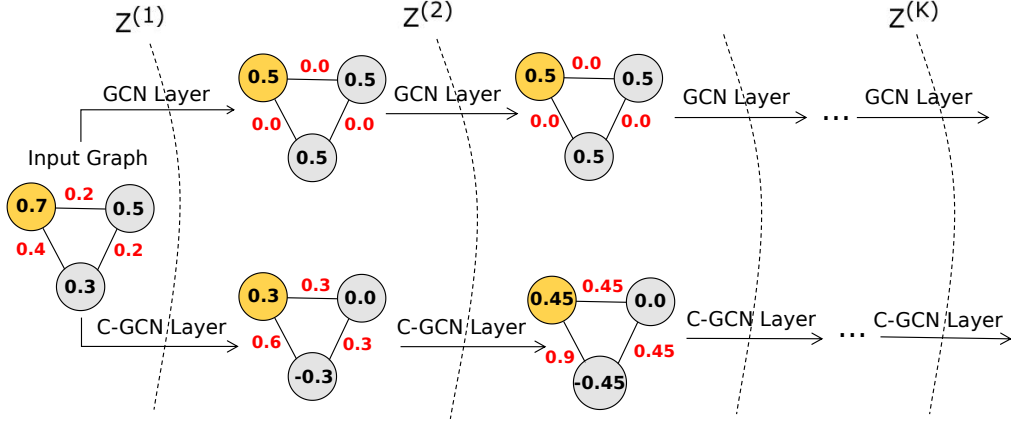 Z(1)
Z(2)
Z(K)
0.5 0.0 0.5
0.5 0.0 0.5
GCN Layer
GCN Layer
GCN Layer
GCN Layer
...
0.0 0.0
0.0 0.0
Input Graph
0.5
0.5
0.7 0.2 0.5
0.4 0.2
0.3
0.3 0.3 0.0
0.45 0.45 0.0
C-GCN Layer
C-GCN Layer
C-GCN Layer
C-GCN Layer
...
0.6 0.3
0.9 0.45
-0.3
-0.45